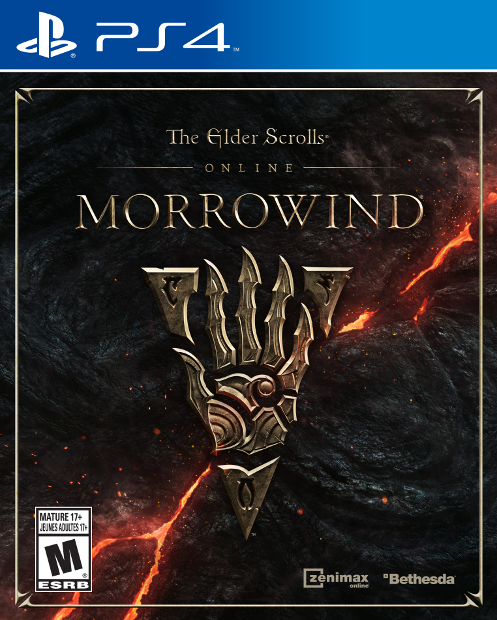 PS4
The Elder Scrolls
ONLINE
MORROWIND
MATURE 17+
JEUNES ADULTES 17+
M
ESRB
zenimax
online
Bethesda